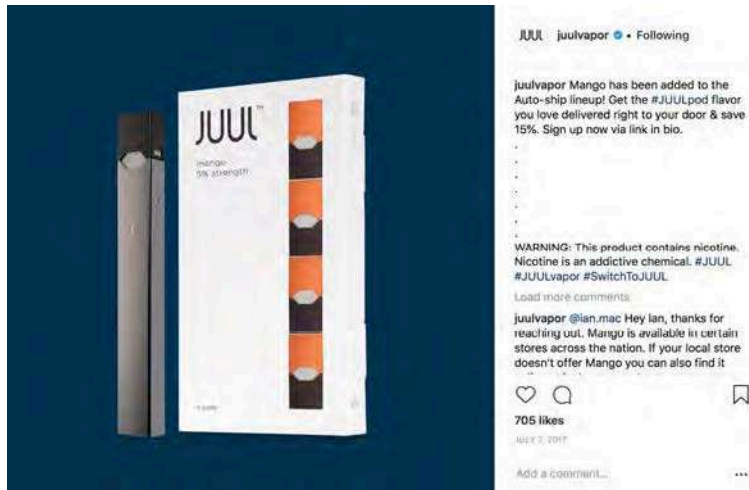 JUUL™
mango
5% strength
JUUL juulvapor • Following
juulvapor Mango has been added to the
Auto-ship lineup! Get the #JUULpod flavor
you love delivered right to your door & save
15%. Sign up now via link in bio.
.
.
.
.
.
.
.
WARNING: This product contains nicotine.
Nicotine is an addictive chemical. #JUUL
#JUULvapor #SwitchToJUUL
Load more comments
juulvapor @ian.mac Hey Ian, thanks for
reaching out. Mango is available in certain
stores across the nation. If your local store
doesn't offer Mango you can also find it
705 likes
JULY 7, 2017
Add a comment...